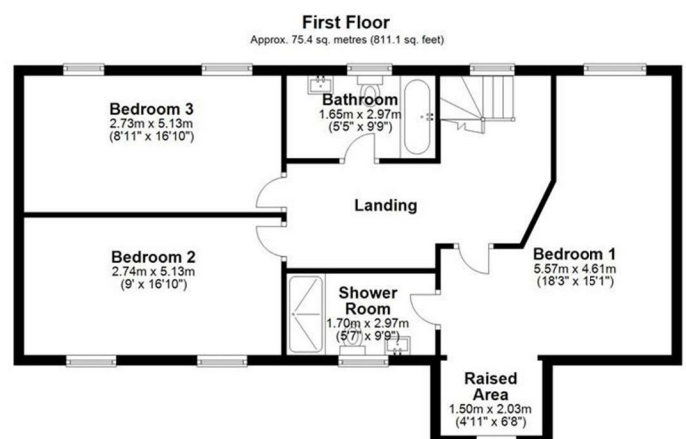 First Floor
Approx. 75.4 sq. metres (811.1 sq. feet)
Bedroom 3
2.73m x 5.13m
(8'11" x 16'10")
Bathroom
1.65m x 2.97m
(5'5" x 9'9")
Landing
Bedroom 2
2.74m x 5.13m
(9' x 16'10")
Bedroom 1
5.57m x 4.61m
(18'3" x 15'1")
Shower
Room
1.70m x 2.97m
(5'7" x 9'9")
Raised
Area
1.50m x 2.03m
(4'11" x 6'8")